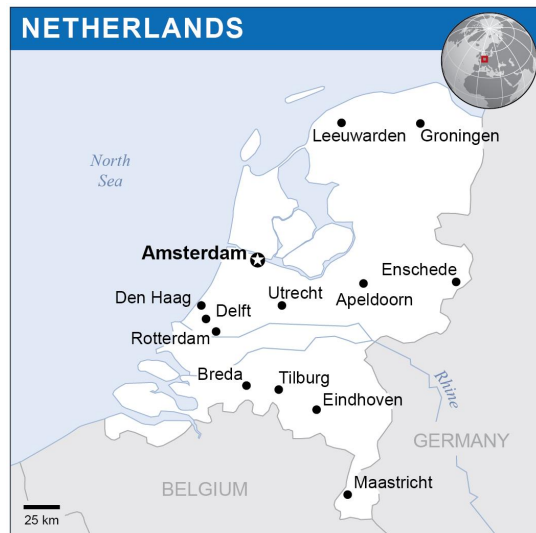 NETHERLANDS
Leeuwarden
Groningen
North
Sea
Amsterdam
Enschede
Apeldoorn
Utrecht
Den Haag
Delft
Rotterdam
Breda
Tilburg
Eindhoven
Rhine
GERMANY
BELGIUM
Maastricht
25 km